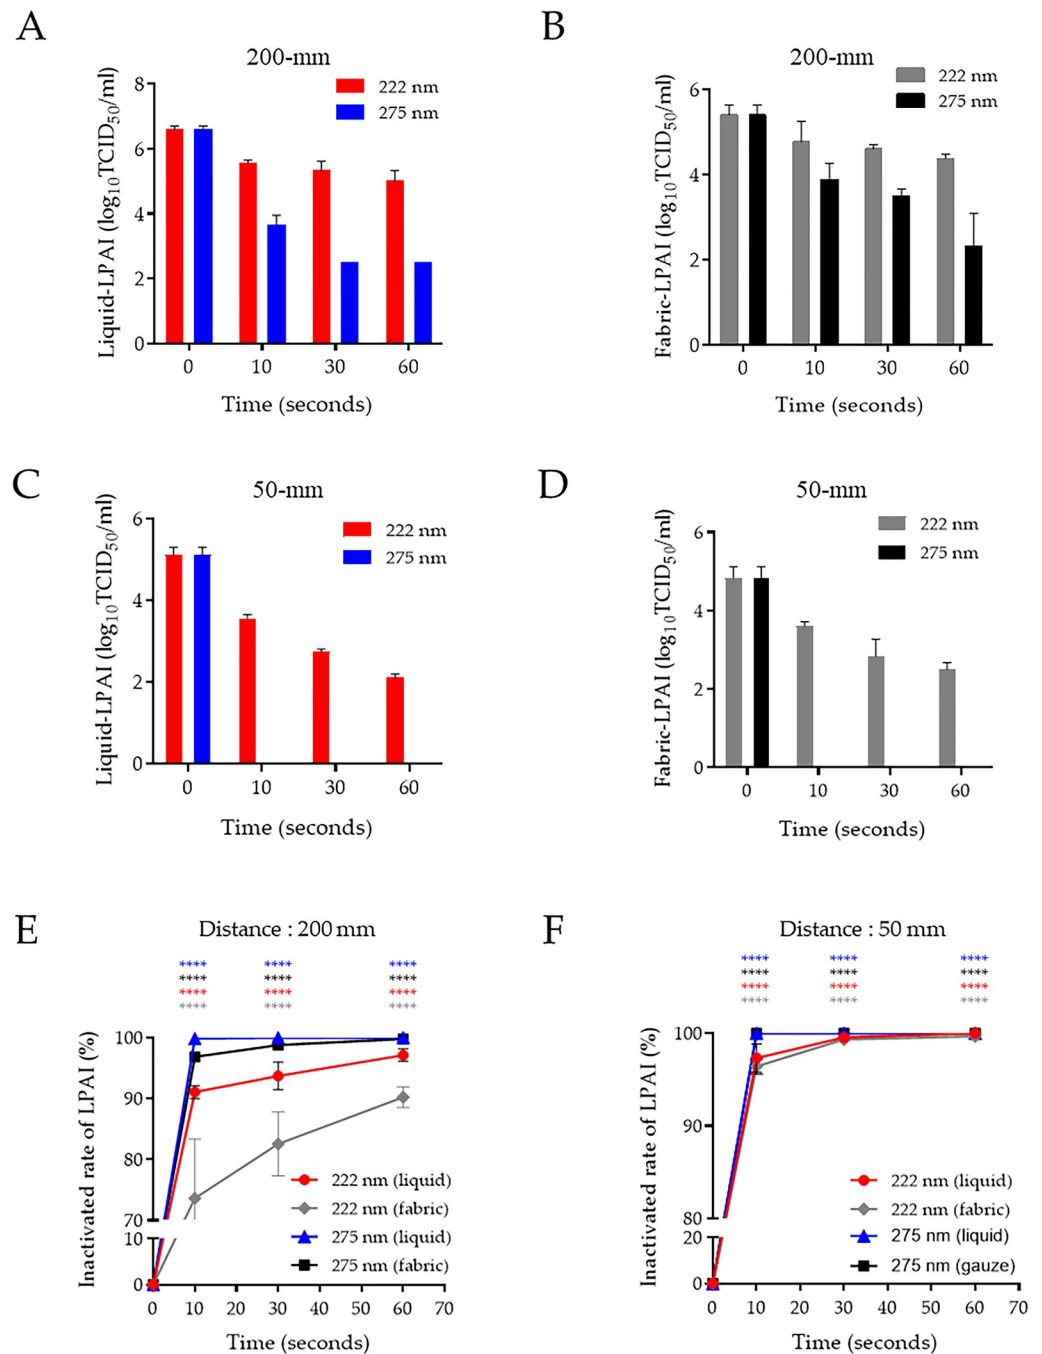 A
200-mm
222 nm
275 nm
Liquid-LPAI (log10TCID50/ml)
8
6
4
2
0
0 10 30 60
Time (seconds)
B
200-mm
222 nm
275 nm
Fabric-LPAI (log10TCID50/ml)
6
4
2
0
0 10 30 60
Time (seconds)
C
50-mm
222 nm
275 nm
Liquid-LPAI (log10TCID50/ml)
6
4
2
0
0 10 30 60
Time (seconds)
D
50-mm
222 nm
275 nm
Fabric-LPAI (log10TCID50/ml)
6
4
2
0
0 10 30 60
Time (seconds)
E
Distance : 200 mm
**** **** ****
**** **** ****
**** **** ****
**** **** ****
Inactivated rate of LPAI (%)
100
90
80
70
10
0
222 nm (liquid)
222 nm (fabric)
275 nm (liquid)
275 nm (fabric)
0 10 20 30 40 50 60 70
Time (seconds)
F
Distance : 50 mm
**** **** ****
**** **** ****
**** **** ****
**** **** ****
Inactivated rate of LPAI (%)
100
90
80
20
0
222 nm (liquid)
222 nm (fabric)
275 nm (liquid)
275 nm (gauze)
0 10 20 30 40 50 60 70
Time (seconds)